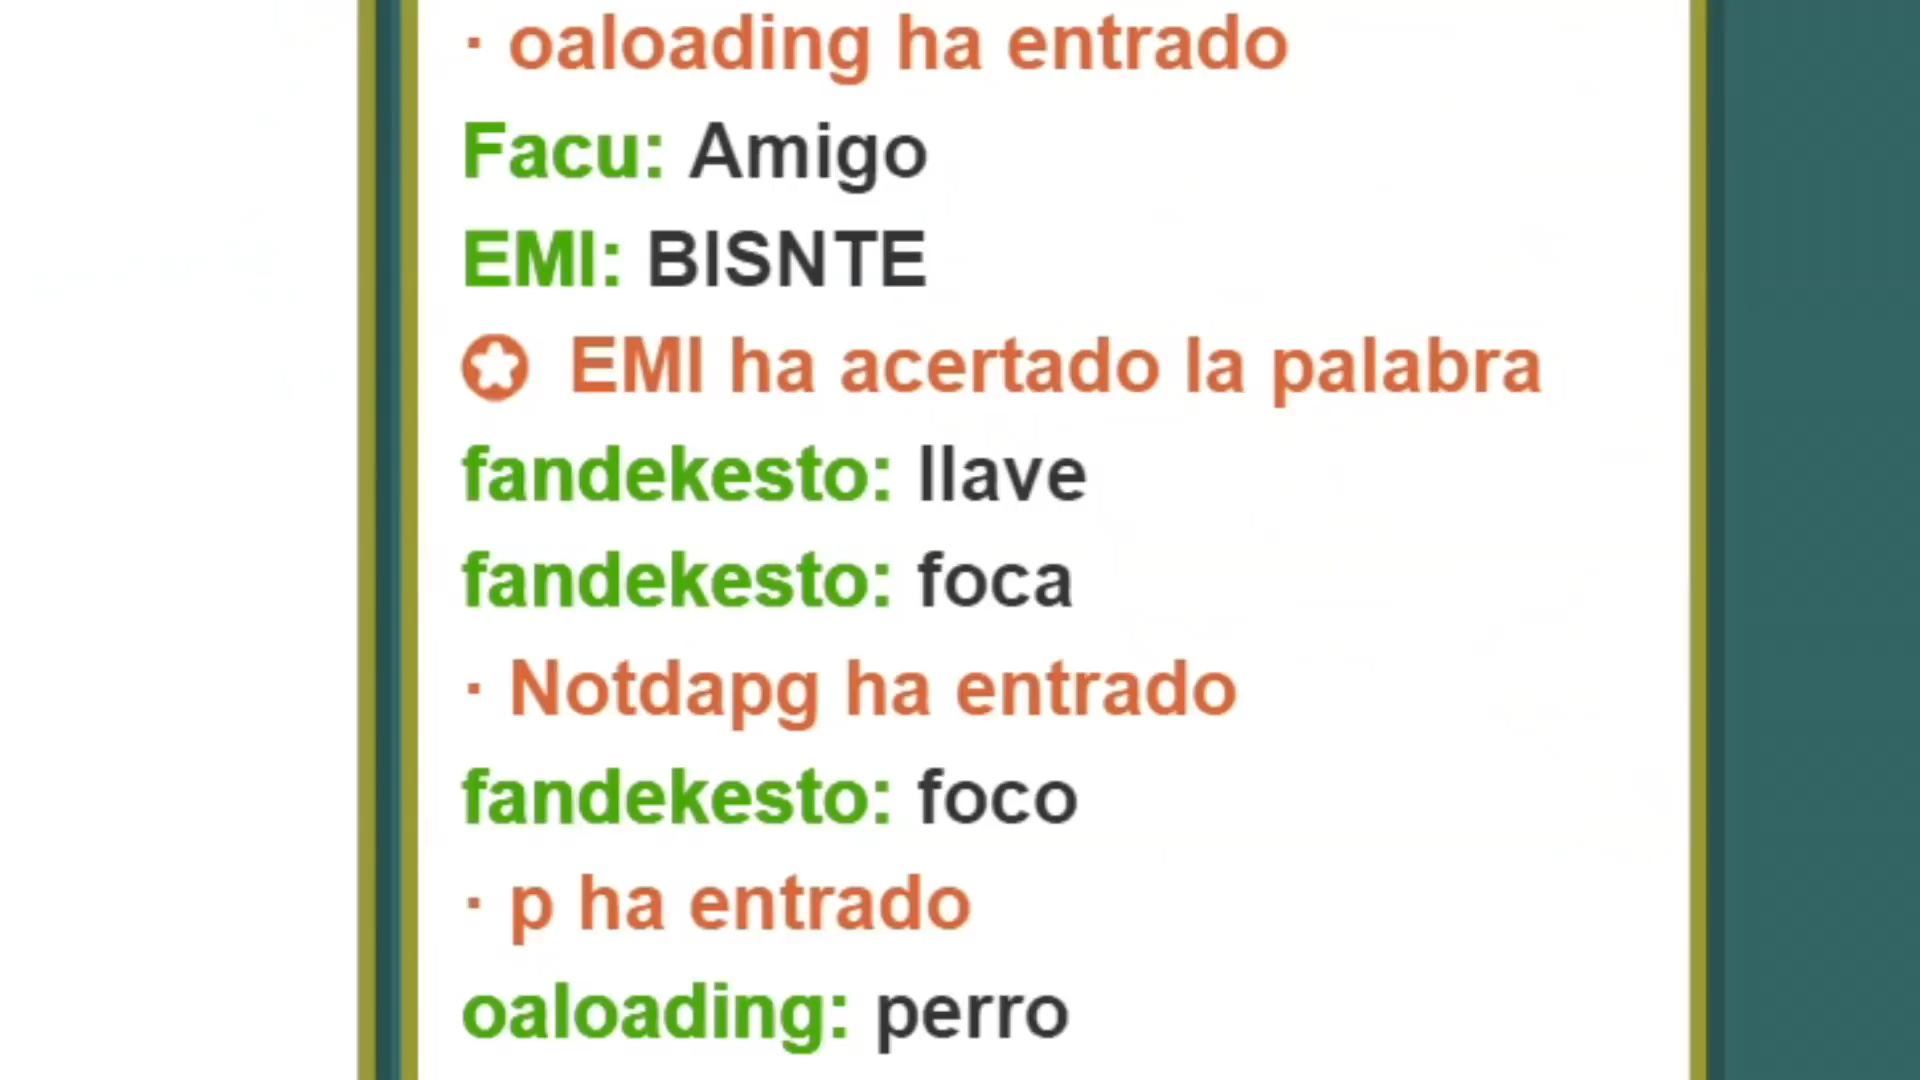 · oaloading ha entrado
Facu: Amigo
EMI: BISNTE
EMI ha acertado la palabra
fandekesto: llave
fandekesto: foca
· Notdapg ha entrado
fandekesto: foco
· p ha entrado
oaloading: perro